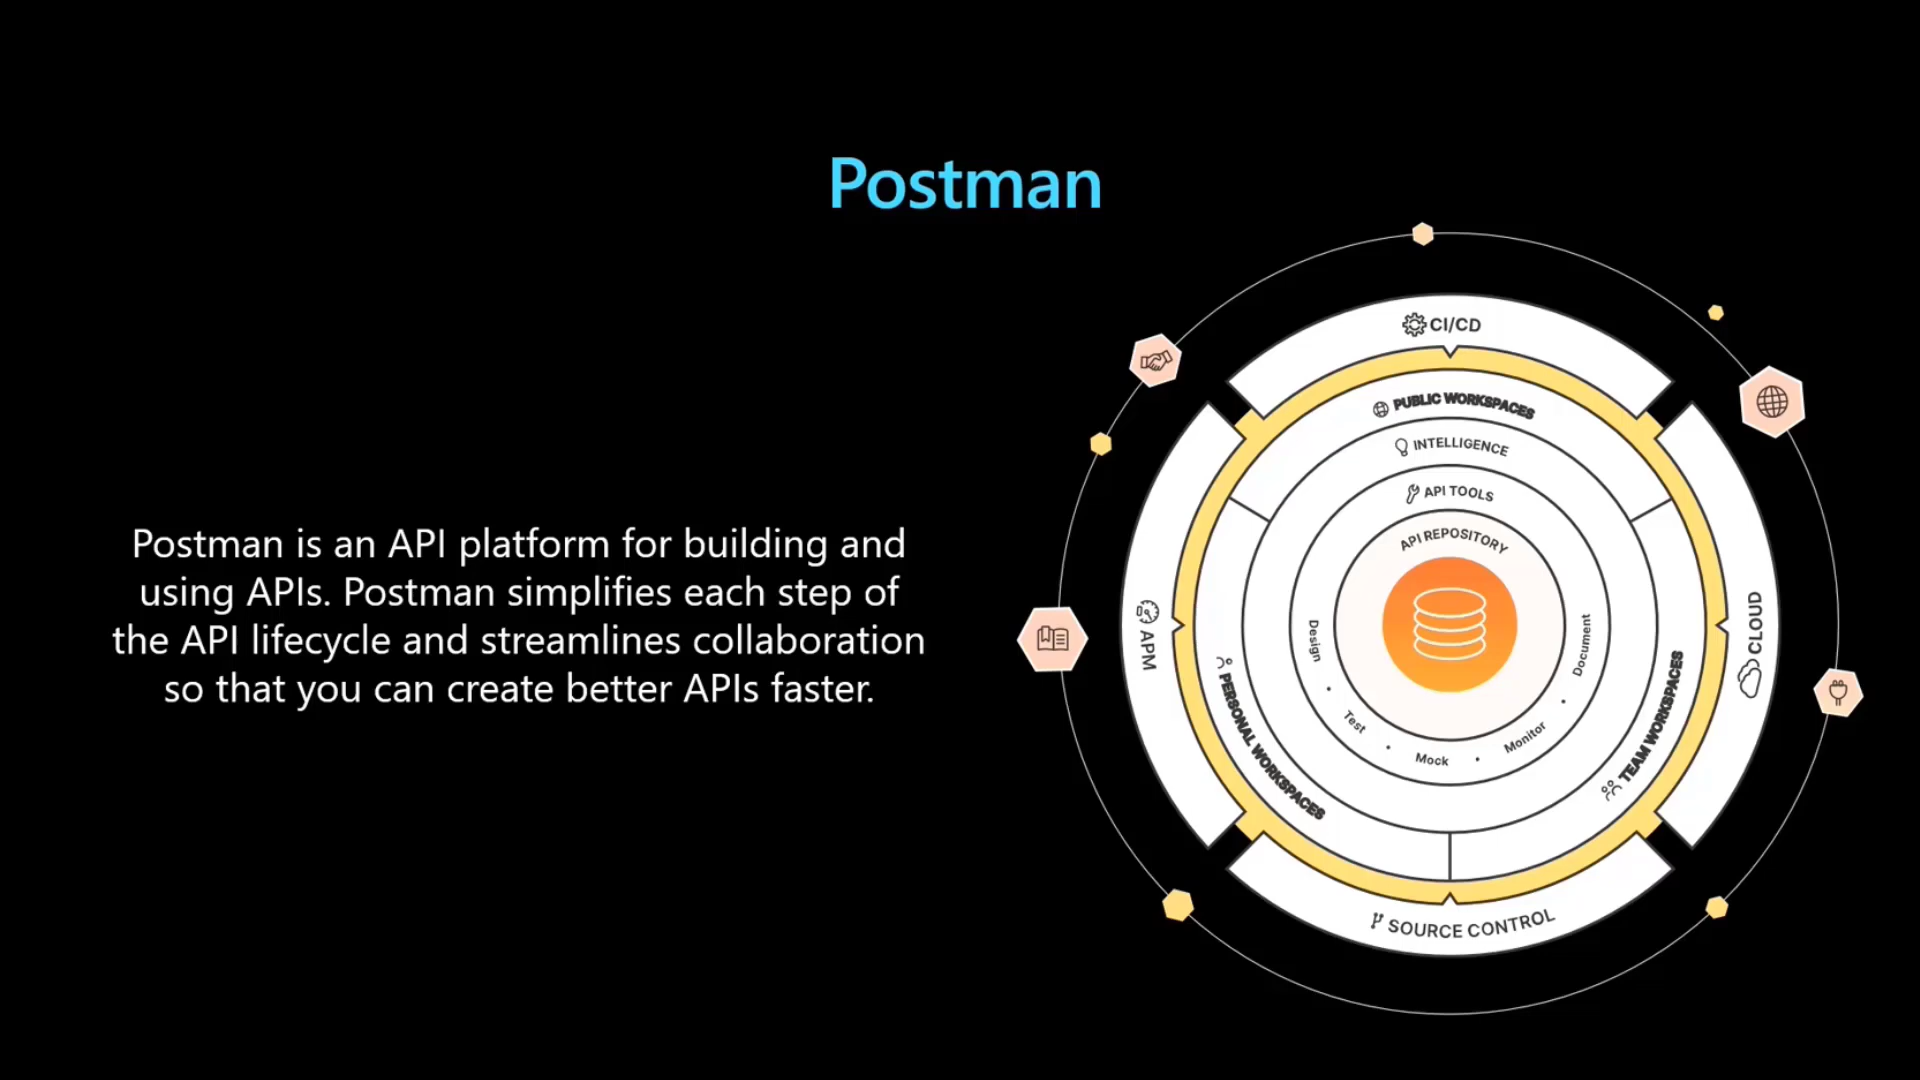 Postman
Postman is an API platform for building and
using APIs. Postman simplifies each step of
the API lifecycle and streamlines collaboration
so that you can create better APIs faster.
CI/CD
PUBLIC WORKSPACES
INTELLIGENCE
API TOOLS
API REPOSITORY
Design • Test • Mock • Monitor • Document
APM
PERSONAL WORKSPACES
TEAM WORKSPACES
CLOUD
SOURCE CONTROL